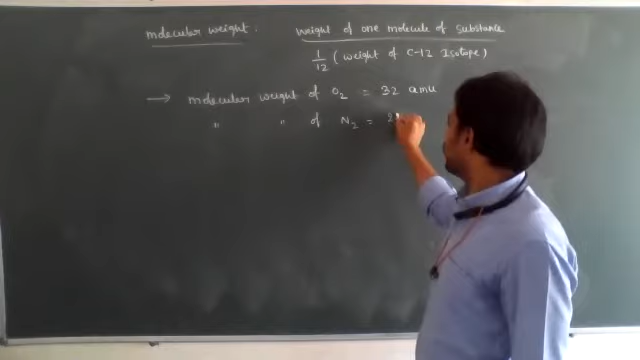 molecular weight : weight of one molecule of substance
1/12 (weight of C-12 Isotope)
→ molecular weight of O2 = 32 amu
" " of N2 = 2